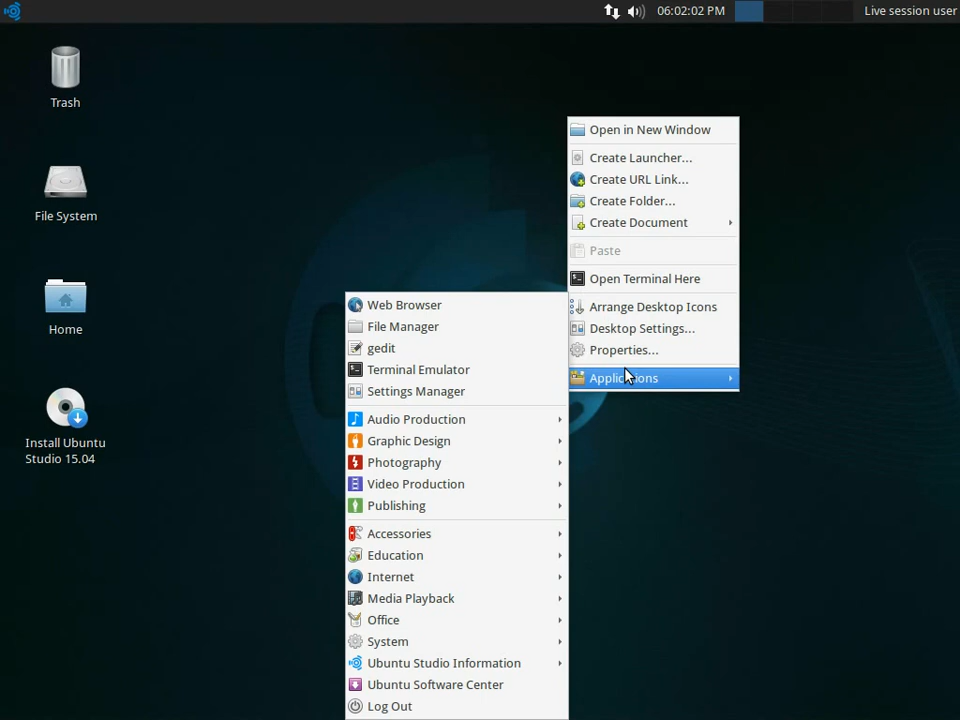 06:02:02 PM
Live session user
Trash
File System
Home
Install Ubuntu
Studio 15.04
Open in New Window
Create Launcher...
Create URL Link...
Create Folder...
Create Document
Paste
Open Terminal Here
Arrange Desktop Icons
Desktop Settings...
Properties...
Applications
Web Browser
File Manager
gedit
Terminal Emulator
Settings Manager
Audio Production
Graphic Design
Photography
Video Production
Publishing
Accessories
Education
Internet
Media Playback
Office
System
Ubuntu Studio Information
Ubuntu Software Center
Log Out